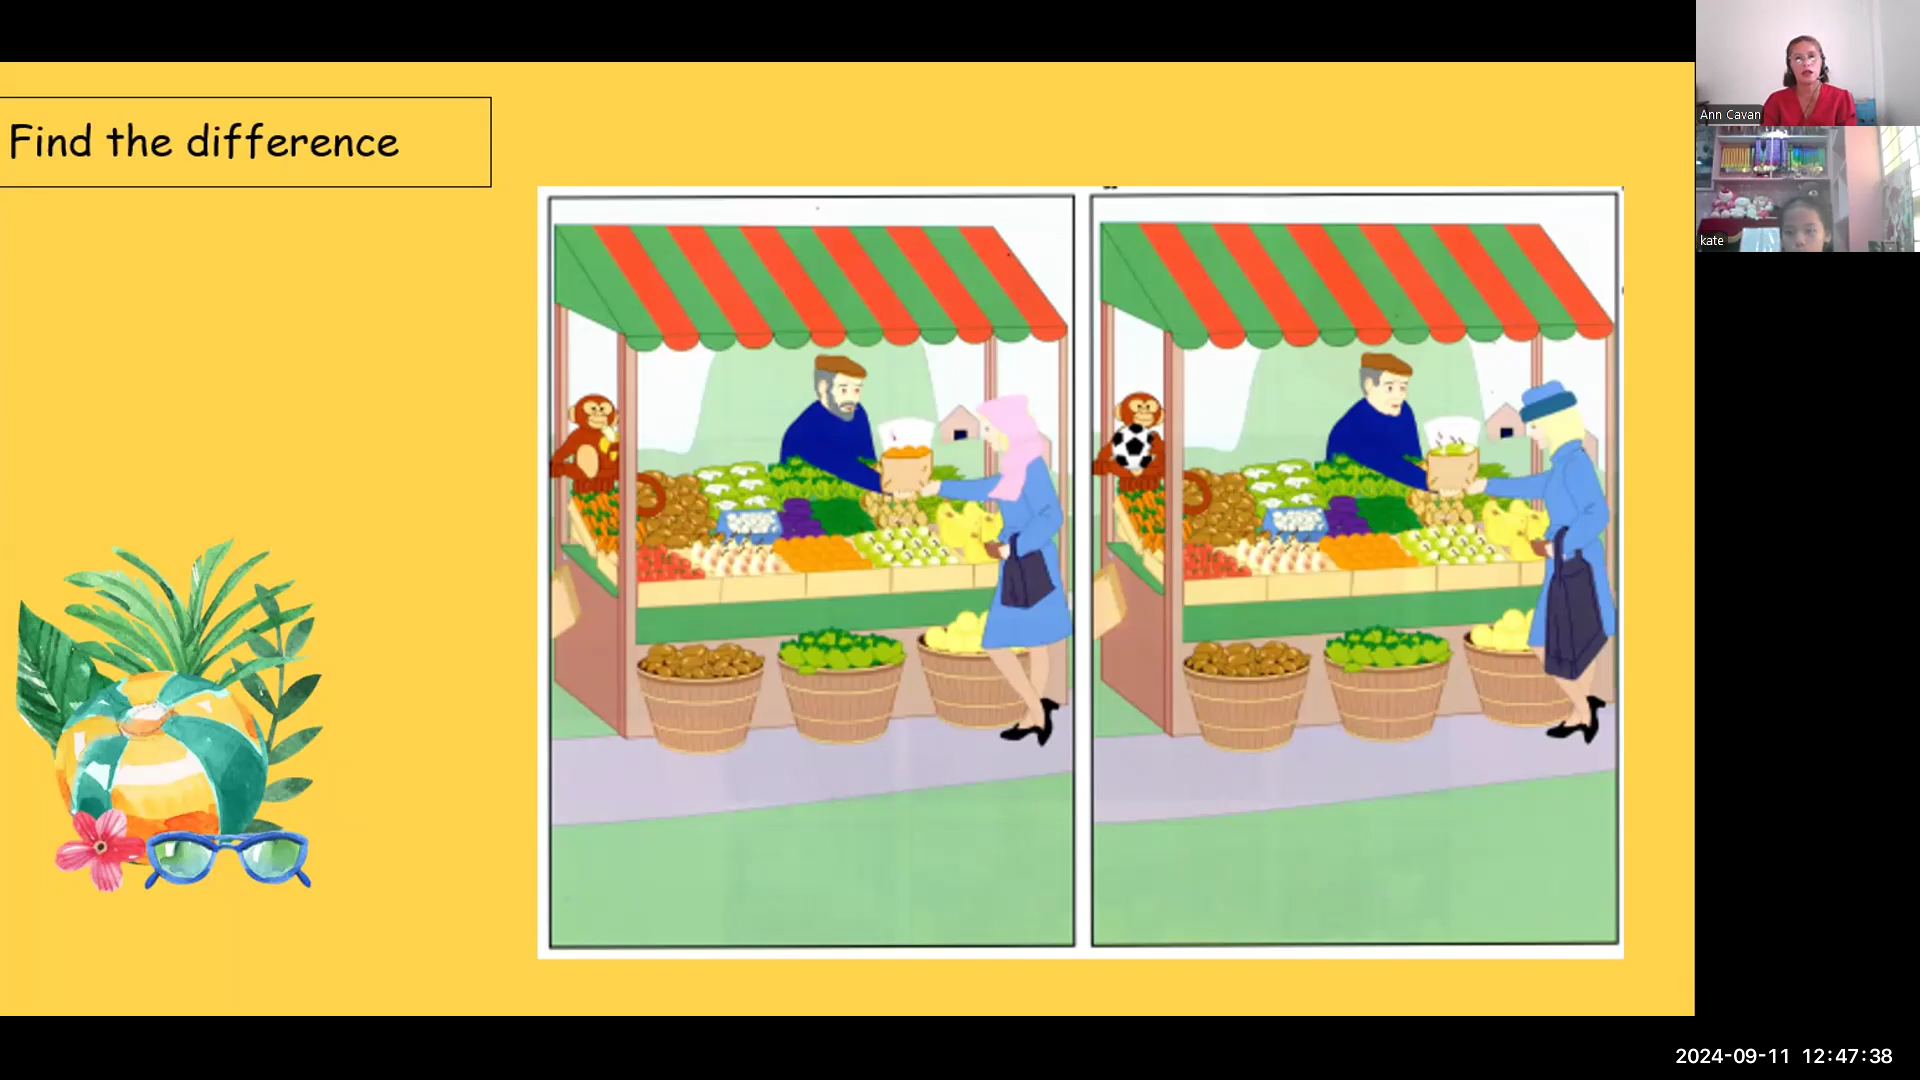 Find the difference
Ann Cavan
kate
2024-09-11 12:47:38